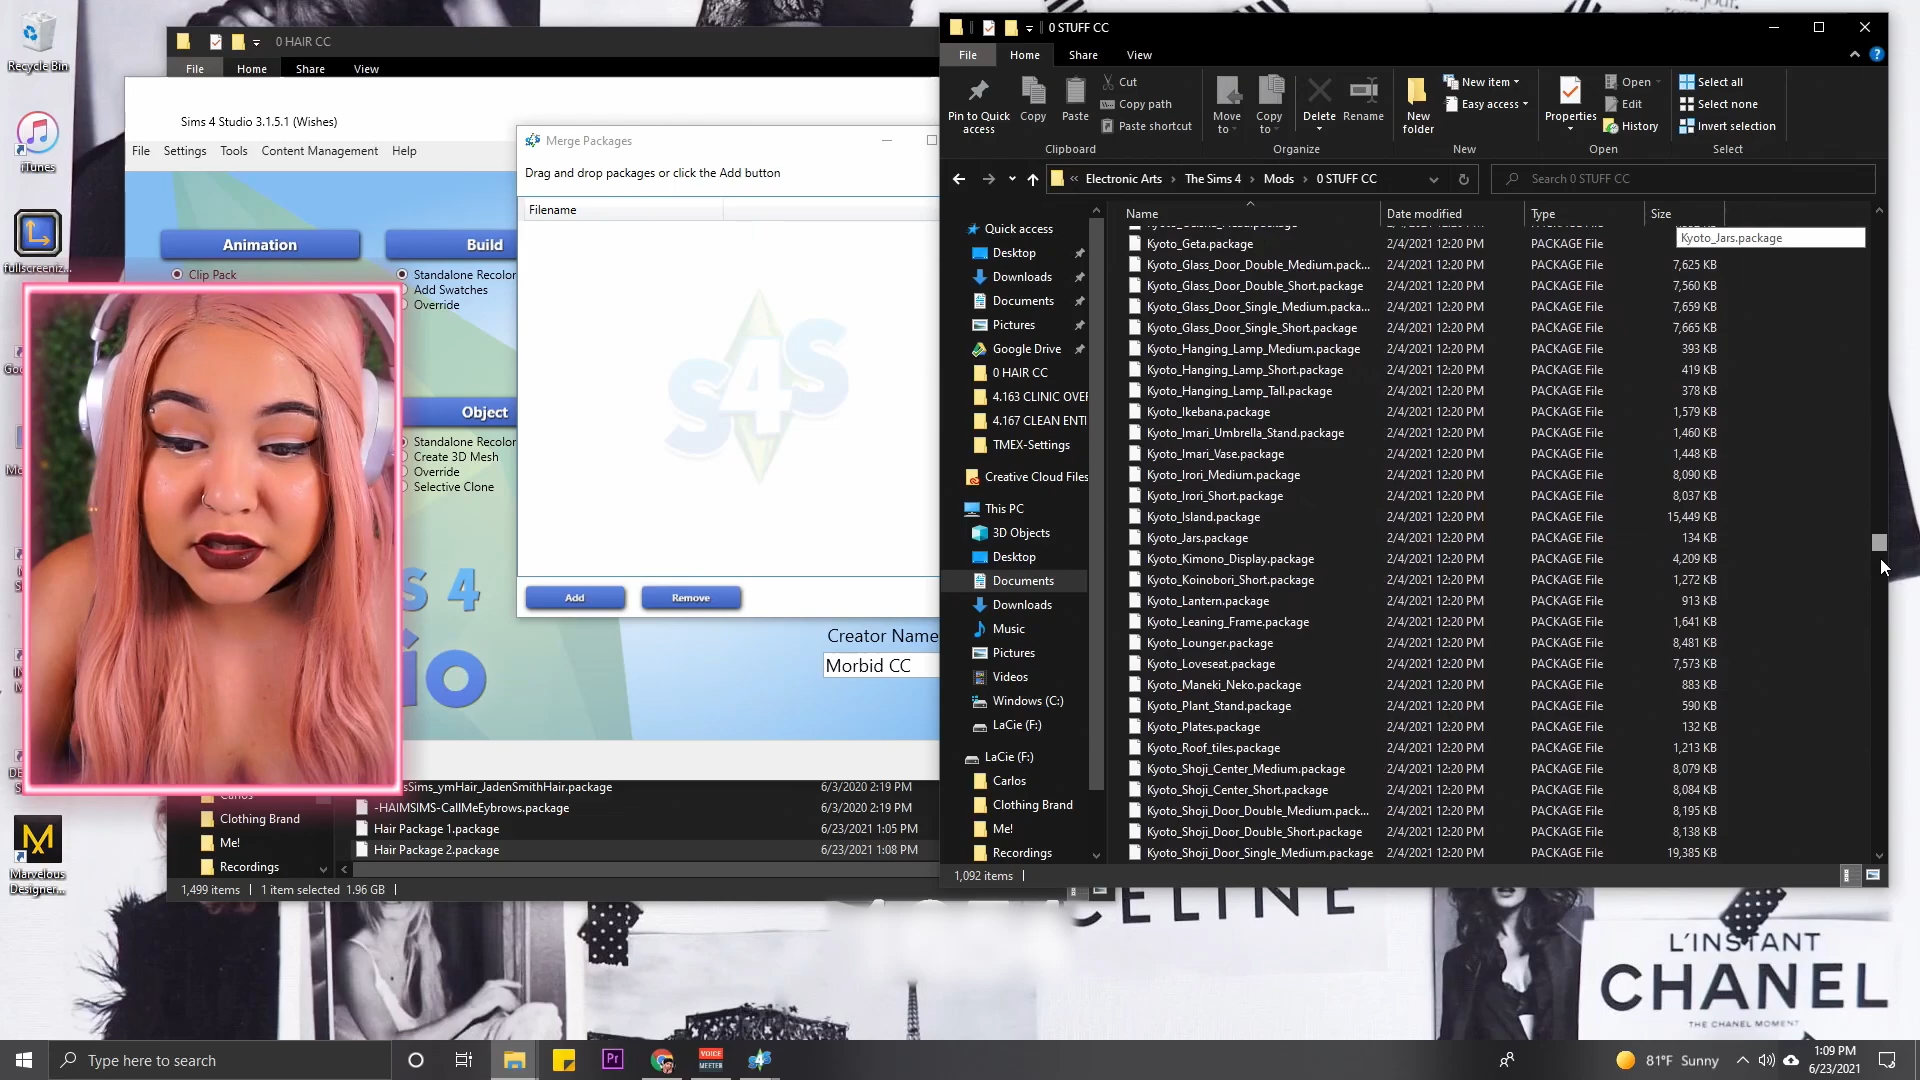 Recycle Bin
iTunes
fullscreeniz...
Marvelous
Designer...
0 HAIR CC
File Home Share View
Sims 4 Studio 3.1.5.1 (Wishes)
File Settings Tools Content Management Help
Animation
Build
Clip Pack
Standalone Recolor
Add Swatches
Override
Object
Standalone Recolor
Create 3D Mesh
Override
Selective Clone
Creator Name
Morbid CC
Merge Packages
Drag and drop packages or click the Add button
Filename
S4S
Add Remove
Clothing Brand
Me!
Recordings
sSims_ymHair_JadenSmithHair.package 6/3/2020 2:19 PM
-HAIMSIMS-CallMeEybrows.package 6/3/2020 2:19 PM
Hair Package 1.package 6/23/2021 1:05 PM
Hair Package 2.package 6/23/2021 1:08 PM
1,499 items 1 item selected 1.96 GB
0 STUFF CC
File Home Share View
Pin to Quick access
Copy
Paste
Cut
Copy path
Paste shortcut
Clipboard
Move to
Copy to
Delete
Rename
Organize
New folder
New item
Easy access
New
Properties
Open
Edit
History
Open
Select all
Select none
Invert selection
Select
« Electronic Arts > The Sims 4 > Mods > 0 STUFF CC
Search 0 STUFF CC
Quick access
Desktop
Downloads
Documents
Pictures
Google Drive
0 HAIR CC
4.163 CLINIC OVE
4.167 CLEAN ENTI
TMEX-Settings
Creative Cloud Files
This PC
3D Objects
Desktop
Documents
Downloads
Music
Pictures
Videos
Windows (C:)
LaCie (F:)
LaCie (F:)
Carlos
Clothing Brand
Me!
Recordings
Name Date modified Type Size
Kyoto_Jars.package
Kyoto_Geta.package 2/4/2021 12:20 PM PACKAGE File
Kyoto_Glass_Door_Double_Medium.pack... 2/4/2021 12:20 PM PACKAGE File 7,625 KB
Kyoto_Glass_Door_Double_Short.package 2/4/2021 12:20 PM PACKAGE File 7,560 KB
Kyoto_Glass_Door_Single_Medium.packa... 2/4/2021 12:20 PM PACKAGE File 7,659 KB
Kyoto_Glass_Door_Single_Short.package 2/4/2021 12:20 PM PACKAGE File 7,665 KB
Kyoto_Hanging_Lamp_Medium.package 2/4/2021 12:20 PM PACKAGE File 393 KB
Kyoto_Hanging_Lamp_Short.package 2/4/2021 12:20 PM PACKAGE File 419 KB
Kyoto_Hanging_Lamp_Tall.package 2/4/2021 12:20 PM PACKAGE File 378 KB
Kyoto_Ikebana.package 2/4/2021 12:20 PM PACKAGE File 1,579 KB
Kyoto_Imari_Umbrella_Stand.package 2/4/2021 12:20 PM PACKAGE File 1,460 KB
Kyoto_Imari_Vase.package 2/4/2021 12:20 PM PACKAGE File 1,448 KB
Kyoto_Irori_Medium.package 2/4/2021 12:20 PM PACKAGE File 8,090 KB
Kyoto_Irori_Short.package 2/4/2021 12:20 PM PACKAGE File 8,037 KB
Kyoto_Island.package 2/4/2021 12:20 PM PACKAGE File 15,449 KB
Kyoto_Jars.package 2/4/2021 12:20 PM PACKAGE File 134 KB
Kyoto_Kimono_Display.package 2/4/2021 12:20 PM PACKAGE File 4,209 KB
Kyoto_Koinobori_Short.package 2/4/2021 12:20 PM PACKAGE File 1,272 KB
Kyoto_Lantern.package 2/4/2021 12:20 PM PACKAGE File 913 KB
Kyoto_Leaning_Frame.package 2/4/2021 12:20 PM PACKAGE File 1,641 KB
Kyoto_Lounger.package 2/4/2021 12:20 PM PACKAGE File 8,481 KB
Kyoto_Loveseat.package 2/4/2021 12:20 PM PACKAGE File 7,573 KB
Kyoto_Maneki_Neko.package 2/4/2021 12:20 PM PACKAGE File 883 KB
Kyoto_Plant_Stand.package 2/4/2021 12:20 PM PACKAGE File 590 KB
Kyoto_Plates.package 2/4/2021 12:20 PM PACKAGE File 132 KB
Kyoto_Roof_tiles.package 2/4/2021 12:20 PM PACKAGE File 1,213 KB
Kyoto_Shoji_Center_Medium.package 2/4/2021 12:20 PM PACKAGE File 8,079 KB
Kyoto_Shoji_Center_Short.package 2/4/2021 12:20 PM PACKAGE File 8,084 KB
Kyoto_Shoji_Door_Double_Medium.pack... 2/4/2021 12:20 PM PACKAGE File 8,195 KB
Kyoto_Shoji_Door_Double_Short.package 2/4/2021 12:20 PM PACKAGE File 8,138 KB
Kyoto_Shoji_Door_Single_Medium.package 2/4/2021 12:20 PM PACKAGE File 19,385 KB
1,092 items
CELINE
L'INSTANT
CHANEL
THE CHANEL MOMENT
Type here to search
Pr
VOICE
MEETER
81°F Sunny
1:09 PM
6/23/2021